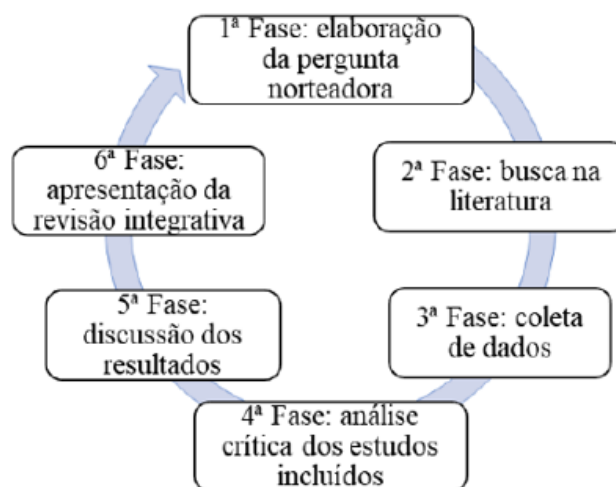 1ª Fase: elaboração
da pergunta
norteadora
2ª Fase: busca na
literatura
3ª Fase: coleta
de dados
4ª Fase: análise
crítica dos estudos
incluídos
5ª Fase:
discussão dos
resultados
6ª Fase:
apresentação da
revisão integrativa